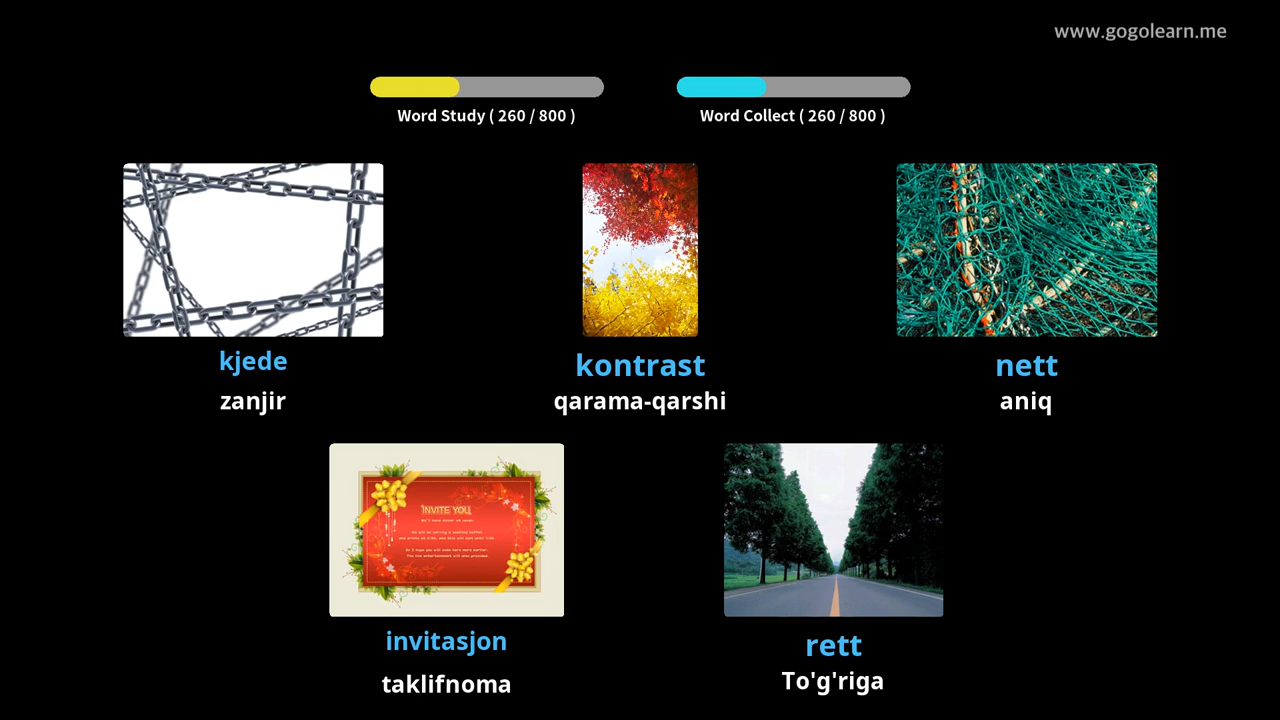 www.gogolearn.me
Word Study ( 260 / 800 )
Word Collect ( 260 / 800 )
kjede
kontrast
nett
zanjir
qarama-qarshi
aniq
INVITE YOU
invitasjon
rett
taklifnoma
To'g'riga